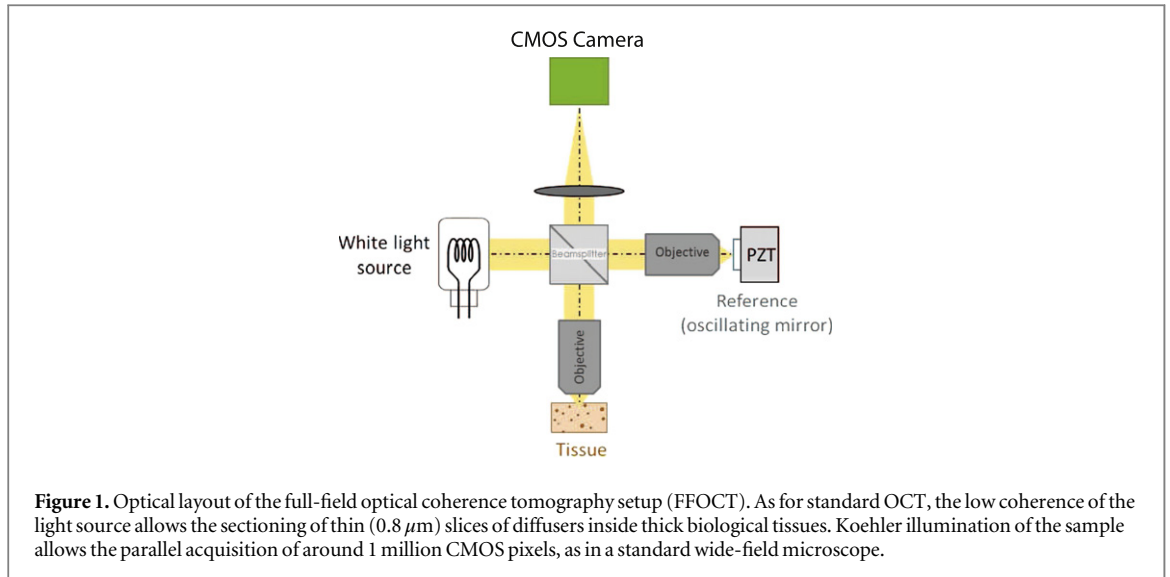 CMOS Camera
White light
source
Beamsplitter
Objective
PZT
Reference
(oscillating mirror)
Objective
Tissue
Figure 1. Optical layout of the full-field optical coherence tomography setup (FFOCT). As for standard OCT, the low coherence of the
light source allows the sectioning of thin (0.8 μm) slices of diffusers inside thick biological tissues. Koehler illumination of the sample
allows the parallel acquisition of around 1 million CMOS pixels, as in a standard wide-field microscope.